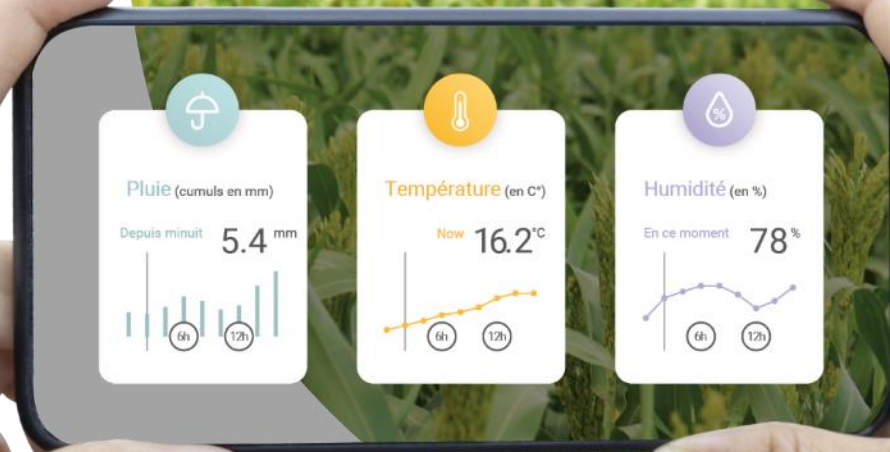 %
Pluie (cumuls en mm)
Depuis minuit 5.4 mm
6h 12h
Température (en C°)
Now 16.2°C
6h 12h
Humidité (en %)
En ce moment 78%
6h 12h